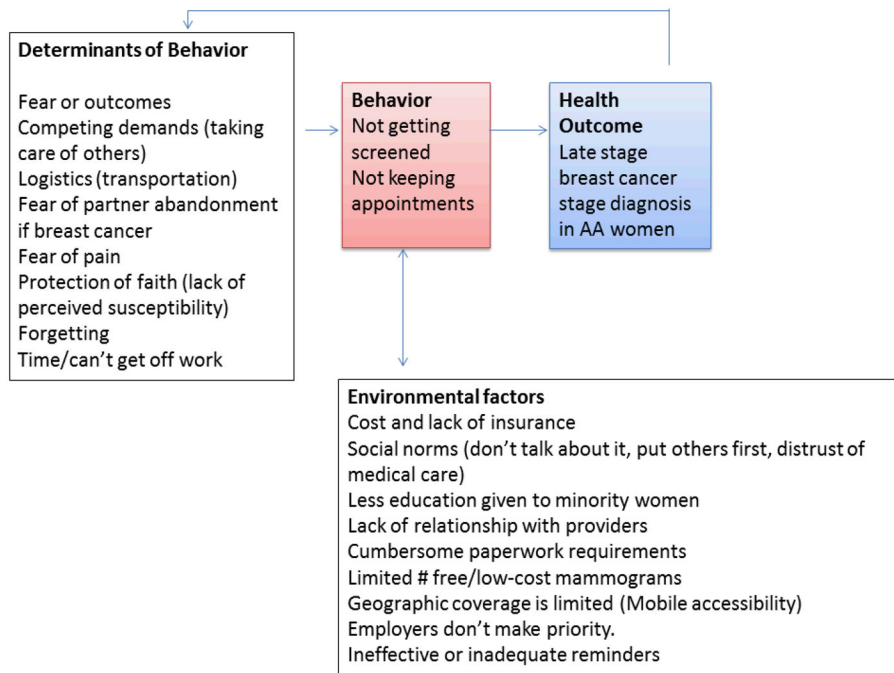 Determinants of Behavior
Fear or outcomes
Competing demands (taking
care of others)
Logistics (transportation)
Fear of partner abandonment
if breast cancer
Fear of pain
Protection of faith (lack of
perceived susceptibility)
Forgetting
Time/can't get off work
Behavior
Not getting
screened
Not keeping
appointments
Health
Outcome
Late stage
breast cancer
stage diagnosis
in AA women
Environmental factors
Cost and lack of insurance
Social norms (don't talk about it, put others first, distrust of
medical care)
Less education given to minority women
Lack of relationship with providers
Cumbersome paperwork requirements
Limited # free/low-cost mammograms
Geographic coverage is limited (Mobile accessibility)
Employers don't make priority.
Ineffective or inadequate reminders